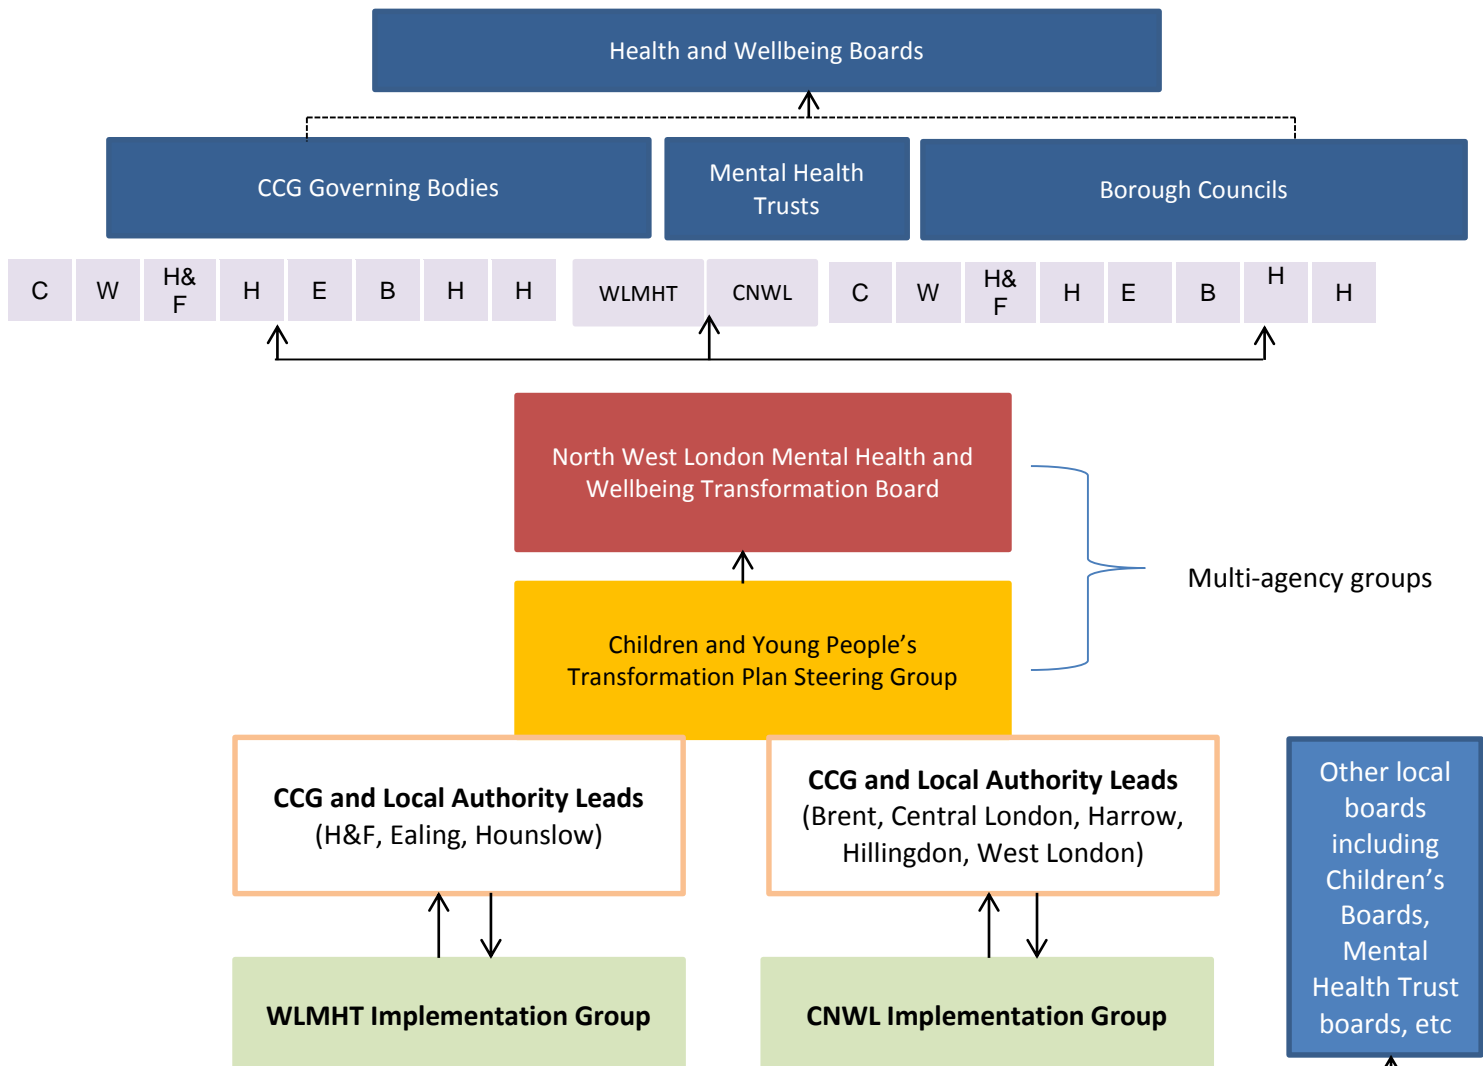 Health and Wellbeing Boards
CCG Governing Bodies
Mental Health
Trusts
Borough Councils
C W H&
F H E B H H WLMHT CNWL C W H&
F H E B H H
North West London Mental Health and
Wellbeing Transformation Board
Multi-agency groups
Children and Young People’s
Transformation Plan Steering Group
CCG and Local Authority Leads
(H&F, Ealing, Hounslow)
CCG and Local Authority Leads
(Brent, Central London, Harrow,
Hillingdon, West London)
Other local
boards
including
Children’s
Boards,
Mental
Health Trust
boards, etc
WLMHT Implementation Group
CNWL Implementation Group